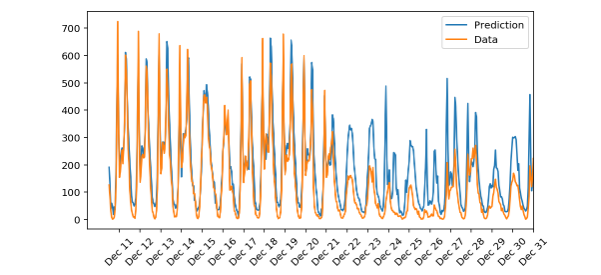 700
600
500
400
300
200
100
0
Prediction
Data
Dec 11
Dec 12
Dec 13
Dec 14
Dec 15
Dec 16
Dec 17
Dec 18
Dec 19
Dec 20
Dec 21
Dec 22
Dec 23
Dec 24
Dec 25
Dec 26
Dec 27
Dec 28
Dec 29
Dec 30
Dec 31